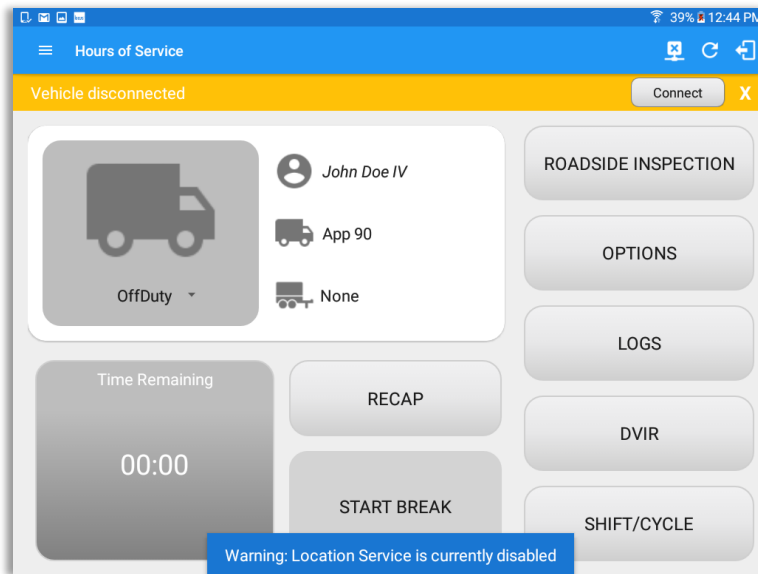 39% 12:44 PM
Hours of Service
Vehicle disconnected
Connect
X
John Doe IV
App 90
None
OffDuty
ROADSIDE INSPECTION
OPTIONS
LOGS
DVIR
SHIFT/CYCLE
Time Remaining
00:00
RECAP
START BREAK
Warning: Location Service is currently disabled